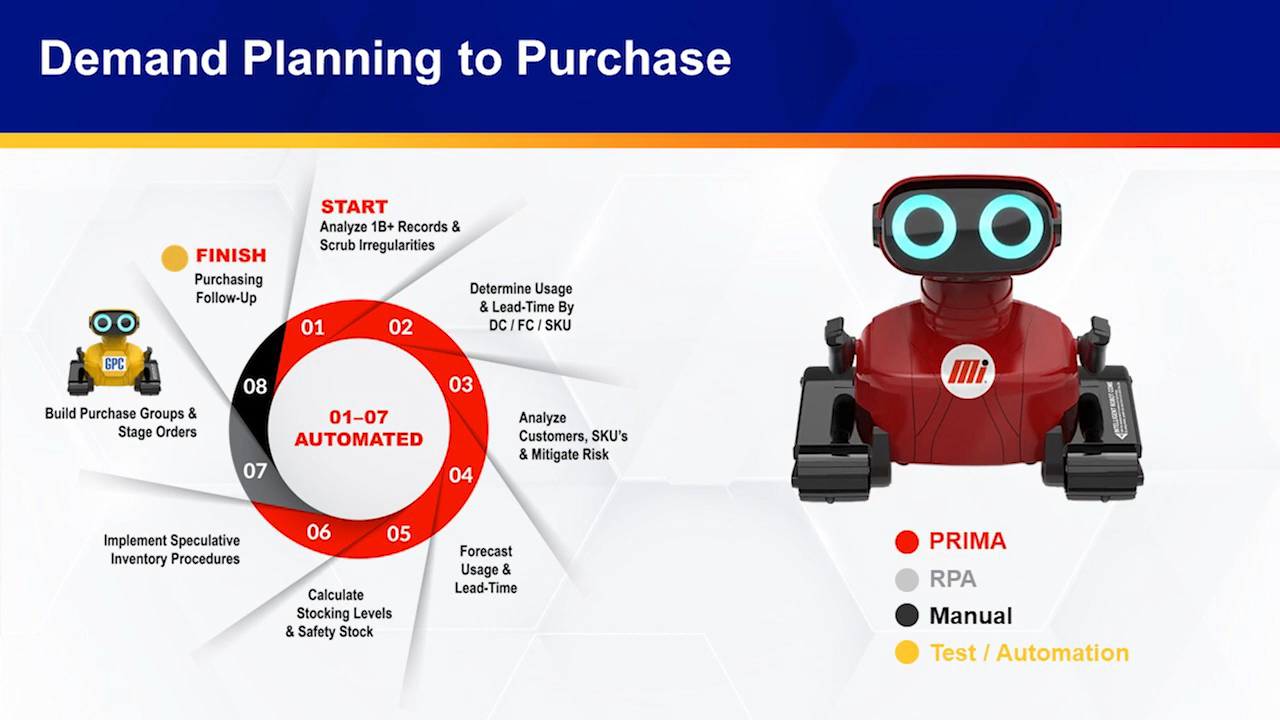 Demand Planning to Purchase
START
Analyze 1B+ Records &
Scrub Irregularities
Determine Usage
& Lead-Time By
DC / FC / SKU
Analyze
Customers, SKU's
& Mitigate Risk
Forecast
Usage &
Lead-Time
Calculate
Stocking Levels
& Safety Stock
Implement Speculative
Inventory Procedures
GPC
Build Purchase Groups &
Stage Orders
FINISH
Purchasing
Follow-Up
01
02
03
04
05
06
07
08
01–07
AUTOMATED
Mi
INTELLIGENT ROBOT
PRIMA
RPA
Manual
Test / Automation